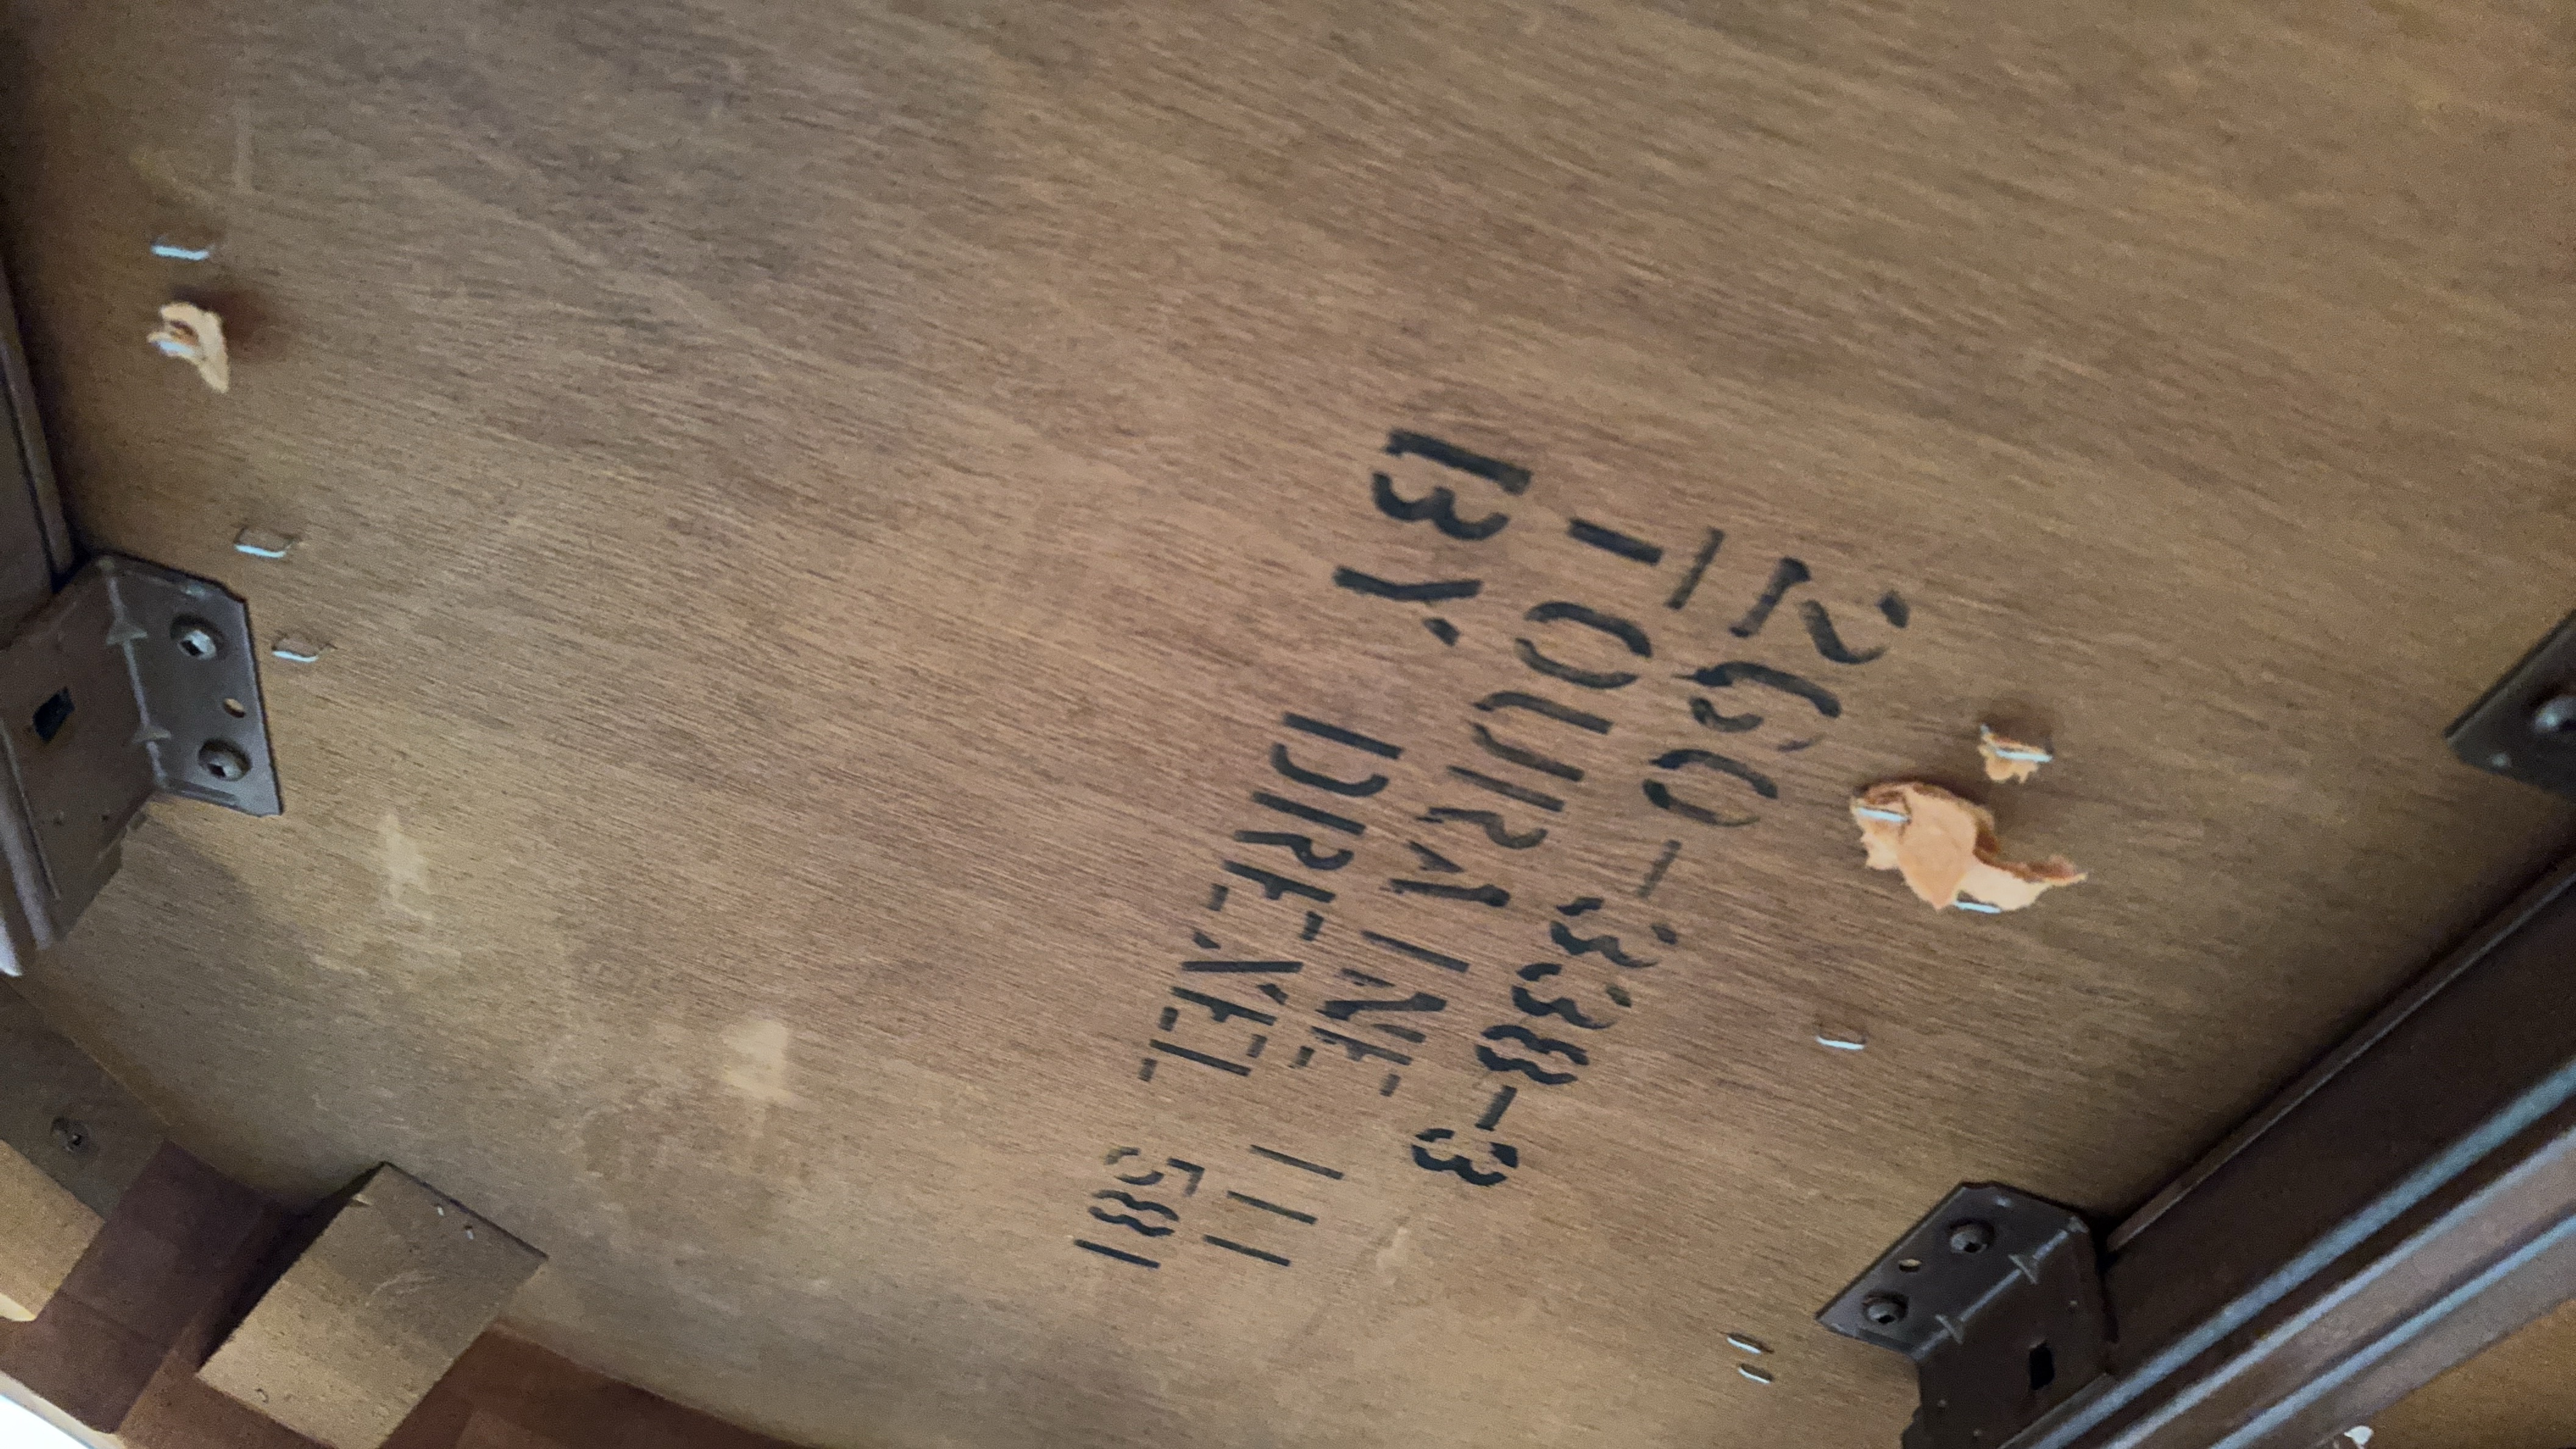 260-338-3
TOURAINE III
BY DREXEL 581